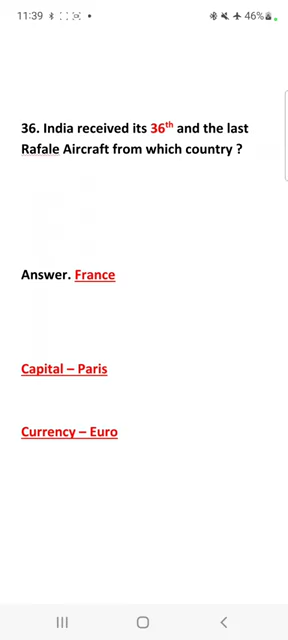 11:39
46%
36. India received its 36th and the last
Rafale Aircraft from which country ?
Answer. France
Capital – Paris
Currency – Euro